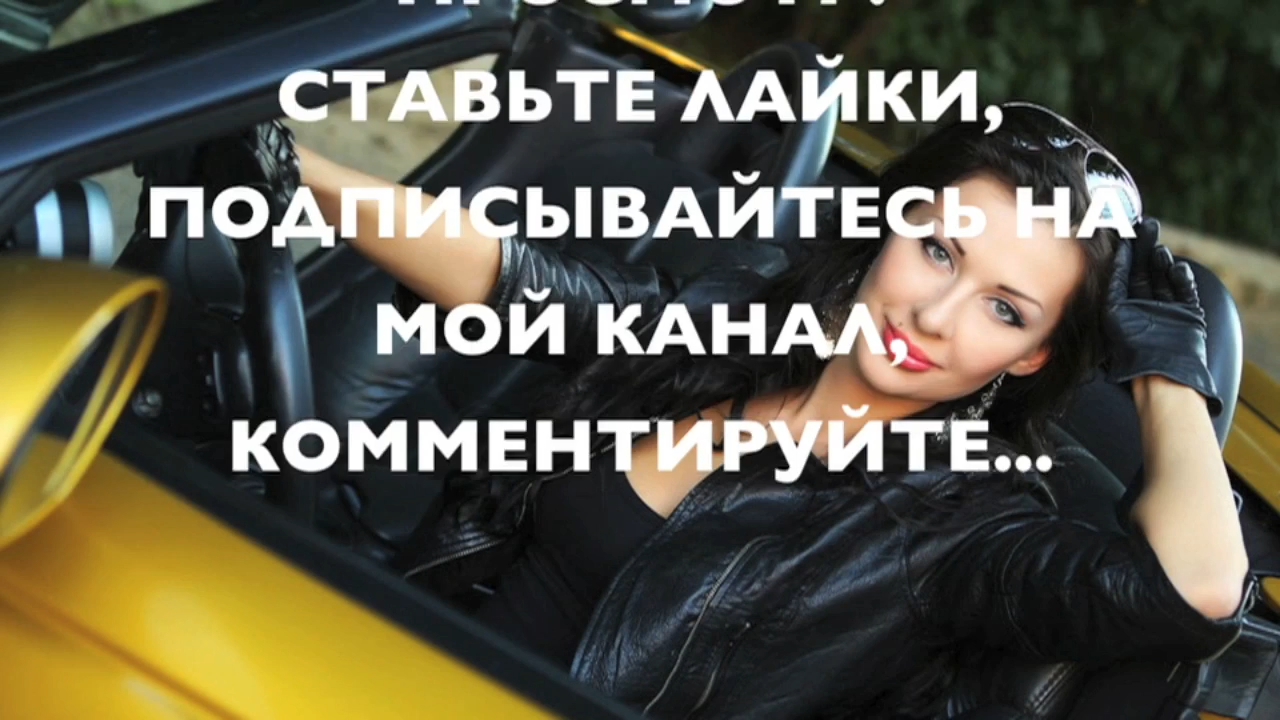 СТАВЬТЕ ЛАЙКИ,
ПОДПИСЫВАЙТЕСЬ НА
МОЙ КАНАЛ,
КОММЕНТИРУЙТЕ...